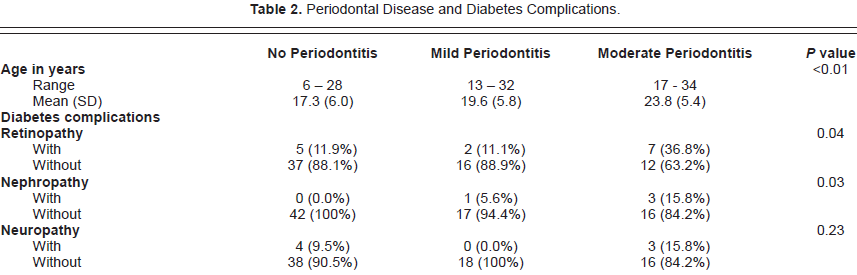 Table 2. Periodontal Disease and Diabetes Complications.
No Periodontitis Mild Periodontitis Moderate Periodontitis P value
Age in years <0.01
Range 6 – 28 13 – 32 17 - 34
Mean (SD) 17.3 (6.0) 19.6 (5.8) 23.8 (5.4)
Diabetes complications
Retinopathy 0.04
With 5 (11.9%) 2 (11.1%) 7 (36.8%)
Without 37 (88.1%) 16 (88.9%) 12 (63.2%)
Nephropathy 0.03
With 0 (0.0%) 1 (5.6%) 3 (15.8%)
Without 42 (100%) 17 (94.4%) 16 (84.2%)
Neuropathy 0.23
With 4 (9.5%) 0 (0.0%) 3 (15.8%)
Without 38 (90.5%) 18 (100%) 16 (84.2%)